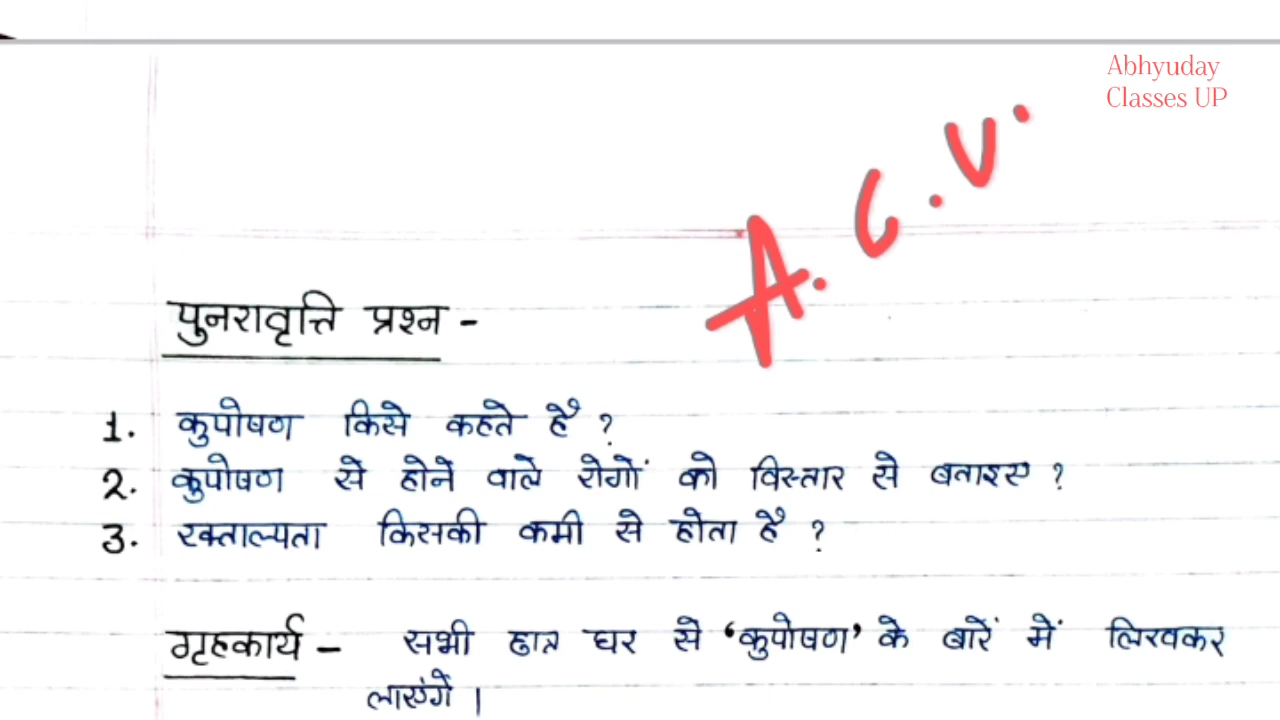 Abhyuday
Classes UP
A. C. U.
पुनरावृत्ति प्रश्न -
1. कुपोषण किसे कहते हैं ?
2. कुपोषण से होने वाले रोगों को विस्तार से बताइए ?
3. रक्ताल्पता किसकी कमी से होता है ?
गृहकार्य - सभी छात्र घर से ‘कुपोषण’ के बारें में लिखकर
लाएंगे ।